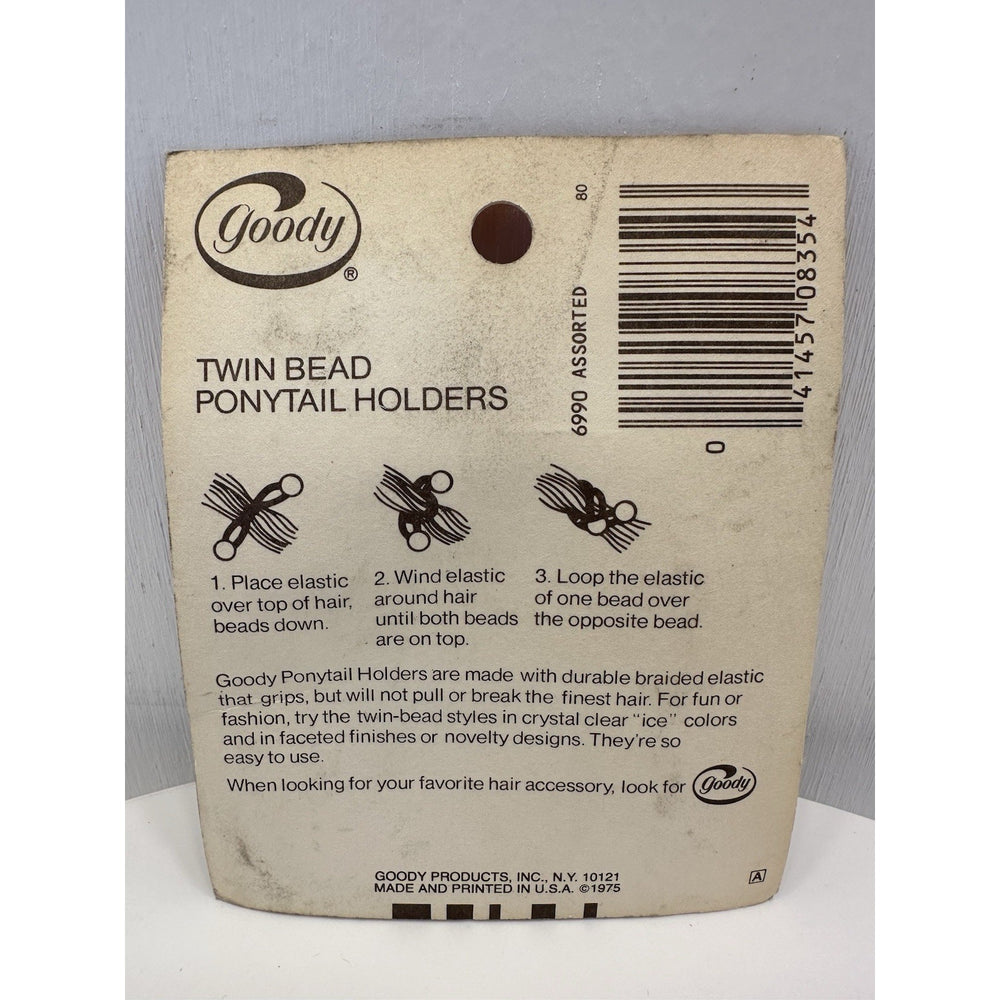 goody
®
TWIN BEAD
PONYTAIL HOLDERS
6990 ASSORTED 80
41457 08354
0
1. Place elastic
over top of hair,
beads down.
2. Wind elastic
around hair
until both beads
are on top.
3. Loop the elastic
of one bead over
the opposite bead.
Goody Ponytail Holders are made with durable braided elastic
that grips, but will not pull or break the finest hair. For fun or
fashion, try the twin-bead styles in crystal clear "ice" colors
and in faceted finishes or novelty designs. They're so
easy to use.
When looking for your favorite hair accessory, look for goody
GOODY PRODUCTS, INC., N.Y. 10121
MADE AND PRINTED IN U.S.A. ©1975
A